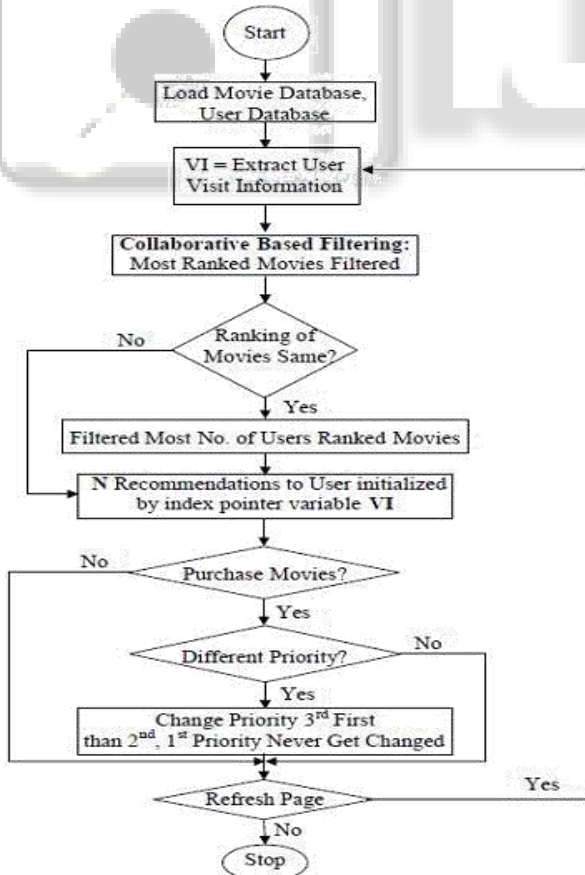 Start
Load Movie Database,
User Database
VI = Extract User
Visit Information
Collaborative Based Filtering:
Most Ranked Movies Filtered
Ranking of
Movies Same?
No
Yes
Filtered Most No. of Users Ranked Movies
N Recommendations to User initialized
by index pointer variable VI
Purchase Movies?
No
Yes
Different Priority?
No
Yes
Change Priority 3rd First
than 2nd, 1st Priority Never Get Changed
Refresh Page
Yes
No
Stop